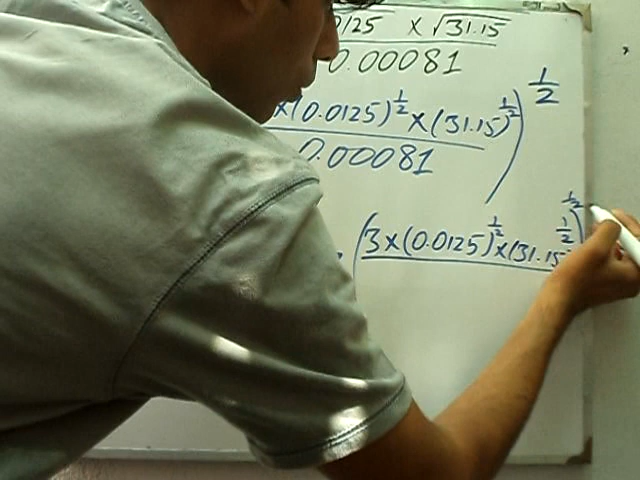 0125 × √31.15
0.00081
×(0.0125)^½ × (31.15)^½)^½
0.00081
(3×(0.0125)^½ ×(31.15)^½)^½